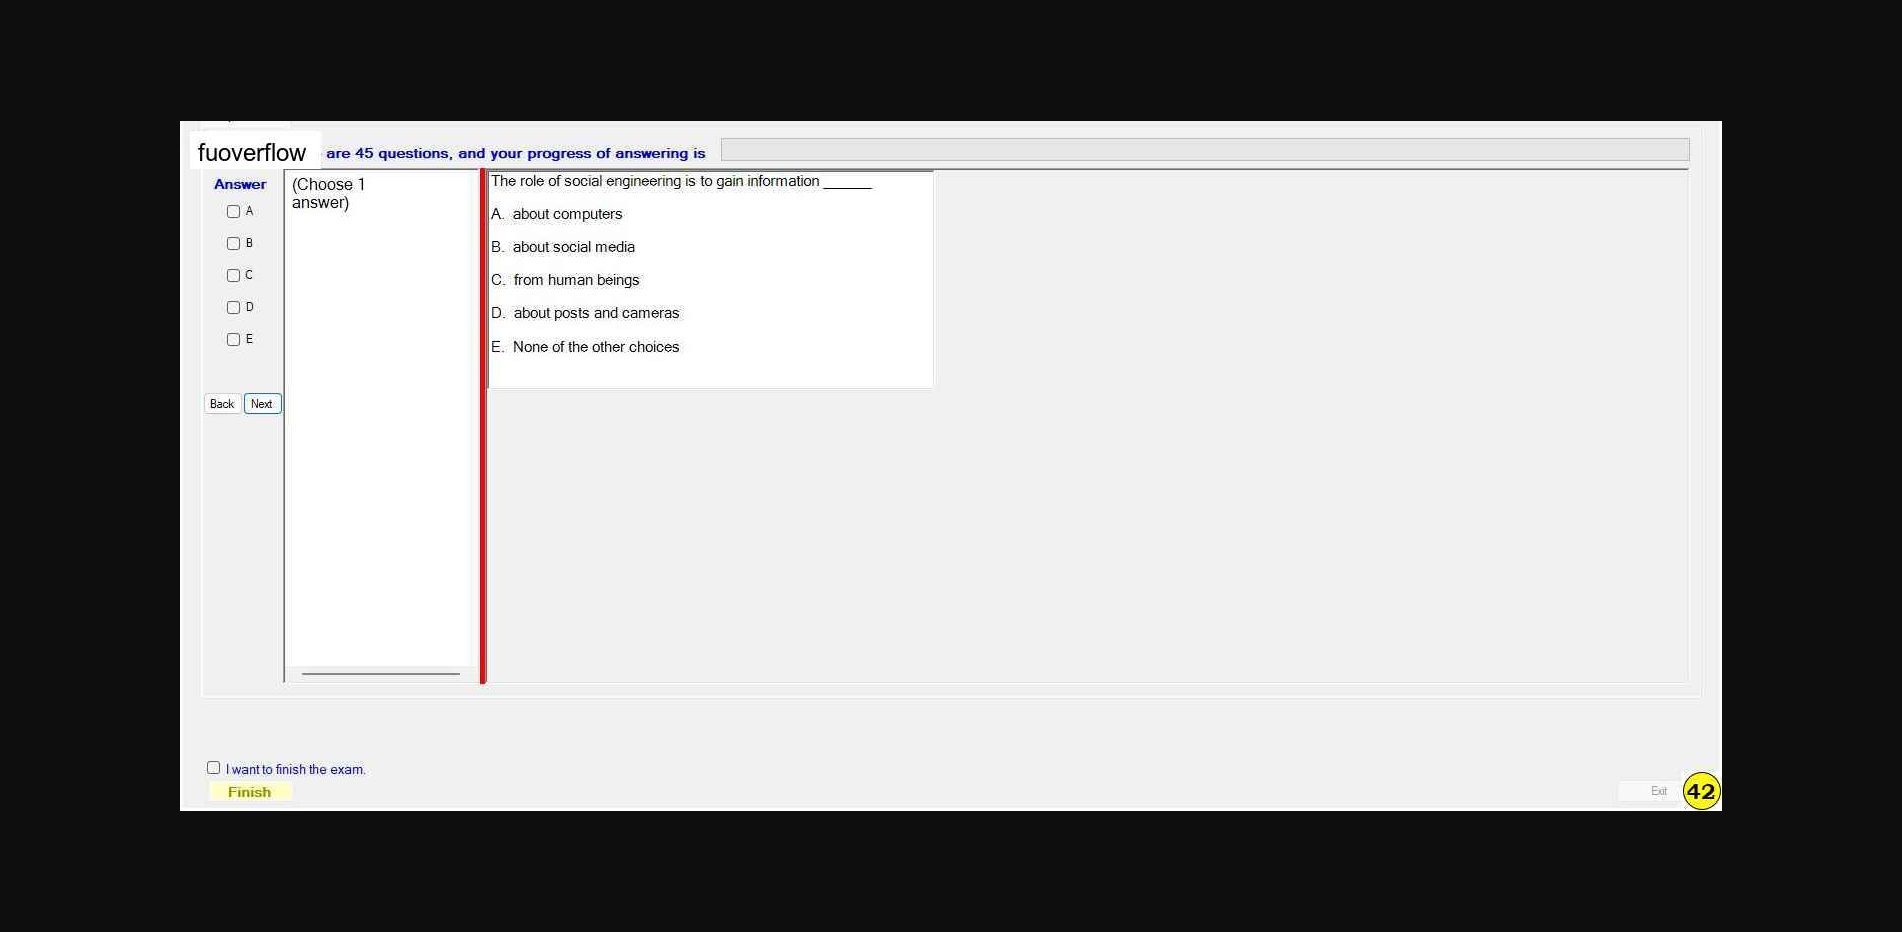 fuoverflow are 45 questions, and your progress of answering is
Answer
A
B
C
D
E
Back Next
(Choose 1
answer)
The role of social engineering is to gain information ______
A. about computers
B. about social media
C. from human beings
D. about posts and cameras
E. None of the other choices
I want to finish the exam.
Finish
Exit
42